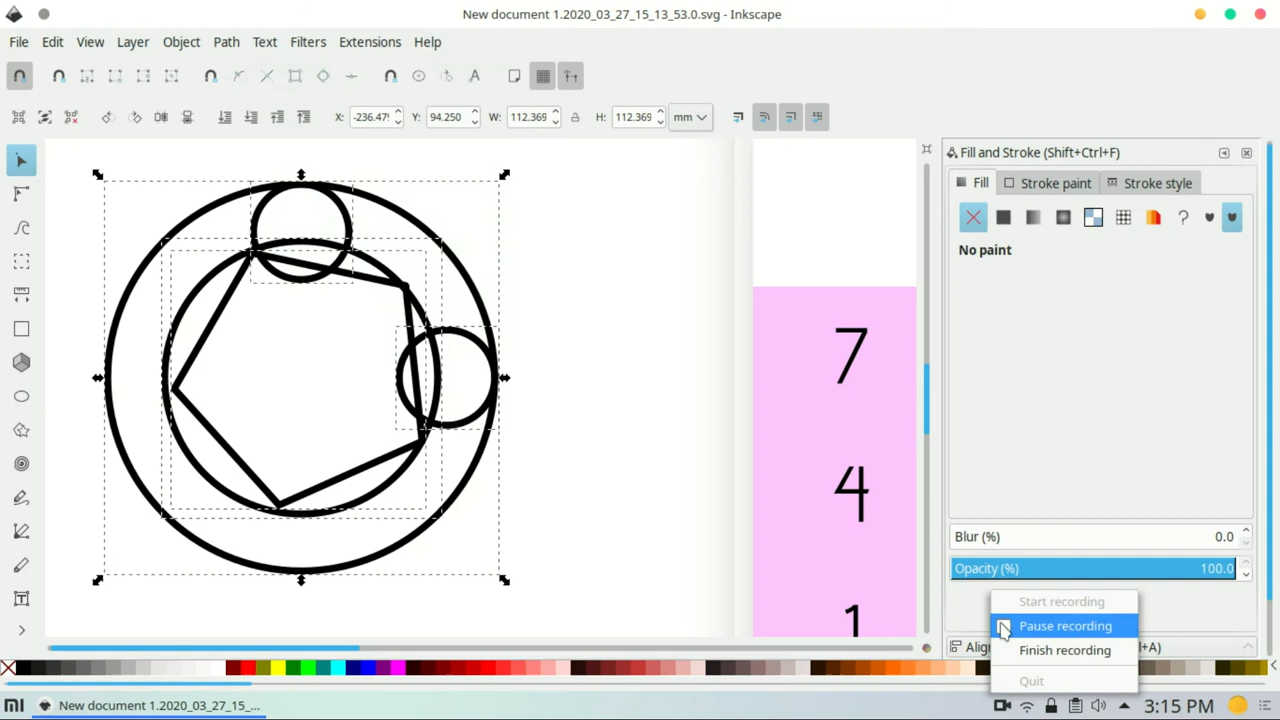 New document 1.2020_03_27_15_13_53.0.svg - Inkscape
File Edit View Layer Object Path Text Filters Extensions Help
X: -236.479 Y: 94.250 W: 112.369 H: 112.369 mm
Fill and Stroke (Shift+Ctrl+F)
Fill Stroke paint Stroke style
No paint
7
4
1
Blur (%) 0.0
Opacity (%) 100.0
Start recording
Pause recording
Finish recording
Quit
New document 1.2020_03_27_15_...
3:15 PM